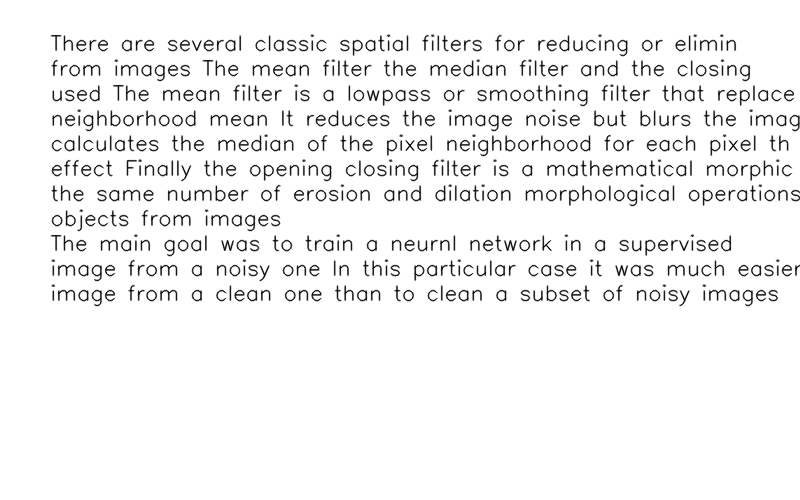 There are several classic spatial filters for reducing or elimin
from images The mean filter the median filter and the closing
used The mean filter is a lowpass or smoothing filter that replace
neighborhood mean It reduces the image noise but blurs the imag
calculates the median of the pixel neighborhood for each pixel th
effect Finally the opening closing filter is a mathematical morphic
the same number of erosion and dilation morphological operations
objects from images
The main goal was to train a neurnl network in a supervised
image from a noisy one In this particular case it was much easier
image from a clean one than to clean a subset of noisy images